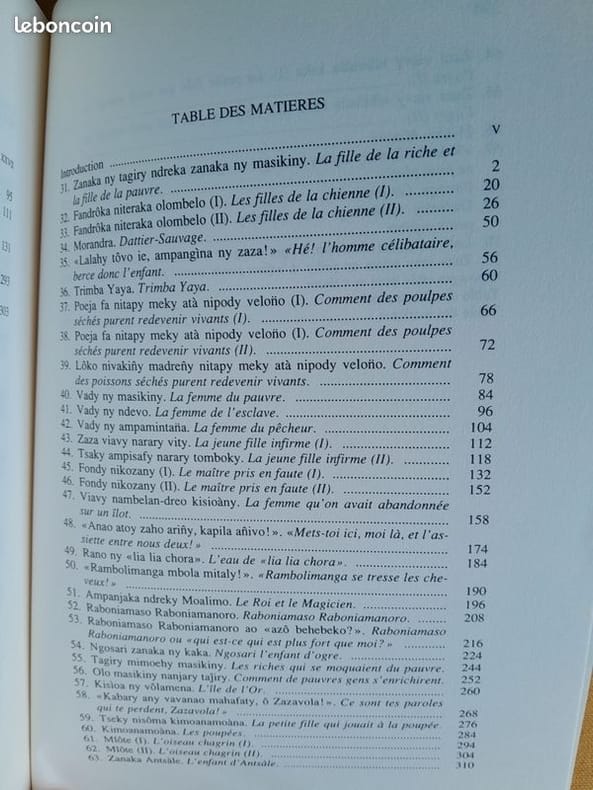 leboncoin
TABLE DES MATIERES
XXVII
95
111
131
293
303
Introduction ........ V
31. Zanaka ny tagiry ndreka zanaka ny masikiny. La fille de la riche et
la fille de la pauvre. ........ 2
32. Fandrôka niteraka olombelo (I). Les filles de la chienne (I). ........ 20
33. Fandrôka niteraka olombelo (II). Les filles de la chienne (II). ........ 26
34. Morandra. Dattier-Sauvage. ........ 50
35. «Lalahy tôvo ie, ampangìna ny zaza!» «Hé! l'homme célibataire,
berce donc l'enfant. ........ 56
36. Trimba Yaya. Trimba Yaya. ........ 60
37. Poeja fa nitapy meky atà nipody veloño (I). Comment des poulpes
séchés purent redevenir vivants (I). ........ 66
38. Poeja fa nitapy meky atà nipody veloño (II). Comment des poulpes
séchés purent redevenir vivants (II). ........ 72
39. Lôko nivakiñy madreñy nitapy meky atà nipody veloño. Comment
des poissons séchés purent redevenir vivants. ........ 78
40. Vady ny masikiny. La femme du pauvre. ........ 84
41. Vady ny ndevo. La femme de l'esclave. ........ 96
42. Vady ny ampamintaña. La femme du pêcheur. ........ 104
43. Zaza viavy narary vity. La jeune fille infirme (I). ........ 112
44. Tsaky ampisafy narary tomboky. La jeune fille infirme (II). ........ 118
45. Fondy nikozany (I). Le maître pris en faute (I). ........ 132
46. Fondy nikozany (II). Le maître pris en faute (II). ........ 152
47. Viavy nambelan-dreo kisioàny. La femme qu'on avait abandonnée
sur un îlot. ........ 158
48. «Anao atoy zaho ariñy, kapila añivo!». «Mets-toi ici, moi là, et l'as-
siette entre nous deux!» ........ 174
49. Rano ny «lia lia chora». L'eau de «lia lia chora». ........ 184
50. «Rambolimanga mbola mitaly!». «Rambolimanga se tresse les che-
veux!» ........ 190
51. Ampanjaka ndreky Moalimo. Le Roi et le Magicien. ........ 196
52. Raboniamaso Raboniamanoro. Raboniamaso Raboniamanoro. ........ 208
53. Raboniamaso Raboniamanoro ao «azô behebeko?». Raboniamaso
Raboniamanoro ou «qui est-ce qui est plus fort que moi?» ........ 216
54. Ngosari zanaka ny kaka. Ngosari l'enfant d'ogre. ........ 224
55. Tagiry mimoehy masikiny. Les riches qui se moquaient du pauvre. 244
56. Olo masikiny nanjary tajiry. Comment de pauvres gens s'enrichirent. 252
57. Kisioa ny vôlamena. L'île de l'Or. ........ 260
58. «Kabary any vavanao mahafaty, ô Zazavola!». Ce sont tes paroles
qui te perdent, Zazavola!» ........ 268
59. Tseky nisôma kimoanamoàna. La petite fille qui jouait à la poupée. 276
60. Kimoanamoàna. Les poupées. ........ 284
61. Mlôte (I). L'oiseau chagrin (I). ........ 294
62. Mlôte (II). L'oiseau chagrin (II). ........ 304
63. Zanaka Antsâle. L'enfant d'Antsâle. ........ 310